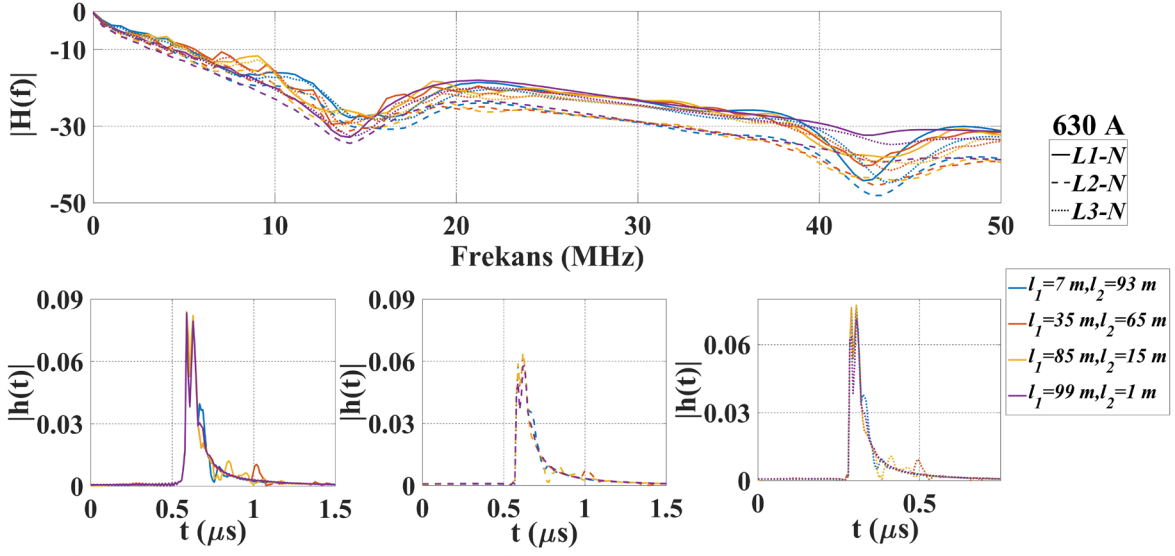 0
-10
-30
-50
|H(f)|
0 10 20 30 40 50
Frekans (MHz)
630 A
L1-N
L2-N
L3-N
0.09
0.06
0.03
0
|h(t)|
0 0.5 1 1.5
t (μs)
0.09
0.06
0.03
0
|h(t)|
0 0.5 1 1.5
t (μs)
0.06
0.03
0
|h(t)|
0 0.5
t (μs)
l1=7 m,l2=93 m
l1=35 m,l2=65 m
l1=85 m,l2=15 m
l1=99 m,l2=1 m